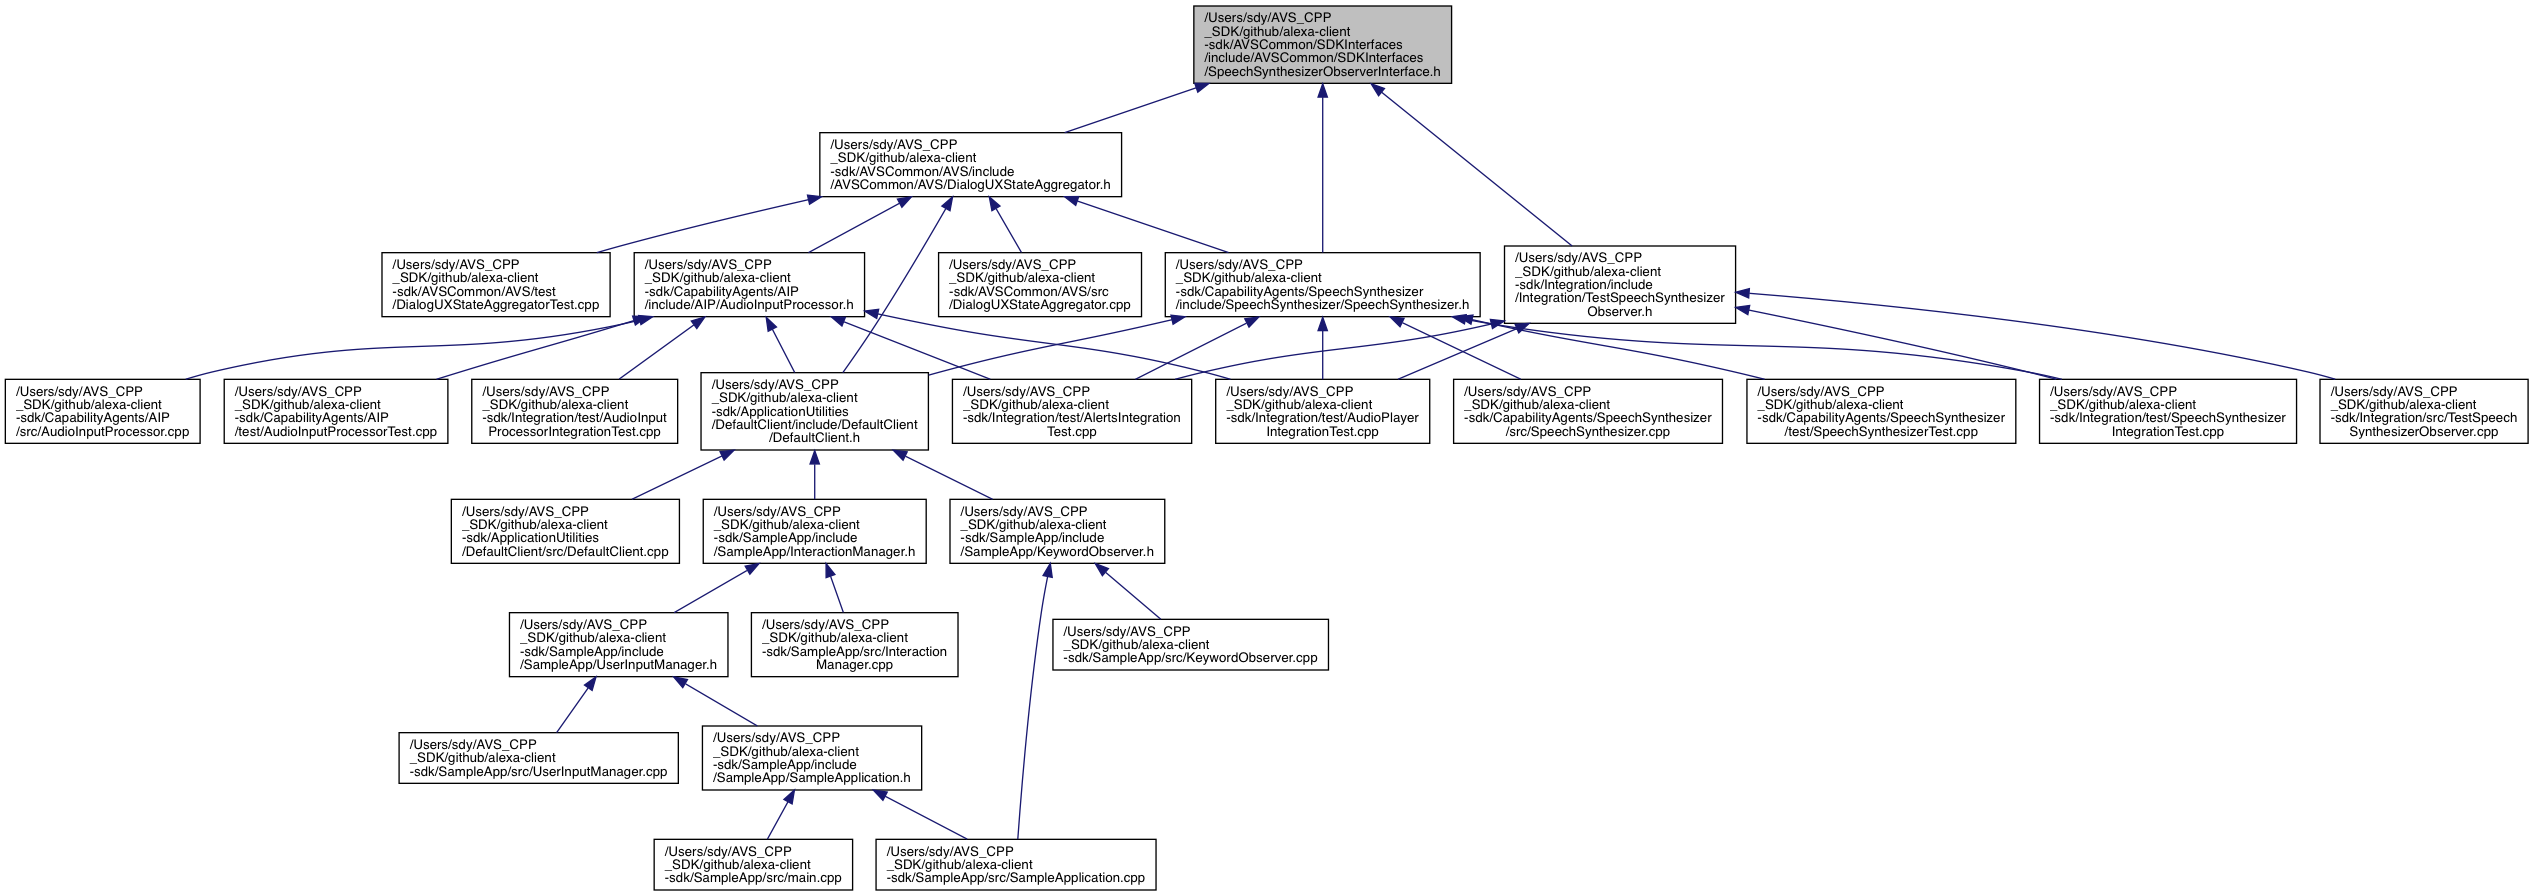 /Users/sdy/AVS_CPP
_SDK/github/alexa-client
-sdk/AVSCommon/SDKInterfaces
/include/AVSCommon/SDKInterfaces
/SpeechSynthesizerObserverInterface.h
/Users/sdy/AVS_CPP
_SDK/github/alexa-client
-sdk/AVSCommon/AVS/include
/AVSCommon/AVS/DialogUXStateAggregator.h
/Users/sdy/AVS_CPP
_SDK/github/alexa-client
-sdk/AVSCommon/AVS/test
/DialogUXStateAggregatorTest.cpp
/Users/sdy/AVS_CPP
_SDK/github/alexa-client
-sdk/CapabilityAgents/AIP
/include/AIP/AudioInputProcessor.h
/Users/sdy/AVS_CPP
_SDK/github/alexa-client
-sdk/AVSCommon/AVS/src
/DialogUXStateAggregator.cpp
/Users/sdy/AVS_CPP
_SDK/github/alexa-client
-sdk/CapabilityAgents/SpeechSynthesizer
/include/SpeechSynthesizer/SpeechSynthesizer.h
/Users/sdy/AVS_CPP
_SDK/github/alexa-client
-sdk/Integration/include
/Integration/TestSpeechSynthesizer
Observer.h
/Users/sdy/AVS_CPP
_SDK/github/alexa-client
-sdk/CapabilityAgents/AIP
/src/AudioInputProcessor.cpp
/Users/sdy/AVS_CPP
_SDK/github/alexa-client
-sdk/CapabilityAgents/AIP
/test/AudioInputProcessorTest.cpp
/Users/sdy/AVS_CPP
_SDK/github/alexa-client
-sdk/Integration/test/AudioInput
ProcessorIntegrationTest.cpp
/Users/sdy/AVS_CPP
_SDK/github/alexa-client
-sdk/ApplicationUtilities
/DefaultClient/include/DefaultClient
/DefaultClient.h
/Users/sdy/AVS_CPP
_SDK/github/alexa-client
-sdk/Integration/test/AlertsIntegration
Test.cpp
/Users/sdy/AVS_CPP
_SDK/github/alexa-client
-sdk/Integration/test/AudioPlayer
IntegrationTest.cpp
/Users/sdy/AVS_CPP
_SDK/github/alexa-client
-sdk/CapabilityAgents/SpeechSynthesizer
/src/SpeechSynthesizer.cpp
/Users/sdy/AVS_CPP
_SDK/github/alexa-client
-sdk/CapabilityAgents/SpeechSynthesizer
/test/SpeechSynthesizerTest.cpp
/Users/sdy/AVS_CPP
_SDK/github/alexa-client
-sdk/Integration/test/SpeechSynthesizer
IntegrationTest.cpp
/Users/sdy/AVS_CPP
_SDK/github/alexa-client
-sdk/Integration/src/TestSpeech
SynthesizerObserver.cpp
/Users/sdy/AVS_CPP
_SDK/github/alexa-client
-sdk/ApplicationUtilities
/DefaultClient/src/DefaultClient.cpp
/Users/sdy/AVS_CPP
_SDK/github/alexa-client
-sdk/SampleApp/include
/SampleApp/InteractionManager.h
/Users/sdy/AVS_CPP
_SDK/github/alexa-client
-sdk/SampleApp/include
/SampleApp/KeywordObserver.h
/Users/sdy/AVS_CPP
_SDK/github/alexa-client
-sdk/SampleApp/include
/SampleApp/UserInputManager.h
/Users/sdy/AVS_CPP
_SDK/github/alexa-client
-sdk/SampleApp/src/Interaction
Manager.cpp
/Users/sdy/AVS_CPP
_SDK/github/alexa-client
-sdk/SampleApp/src/KeywordObserver.cpp
/Users/sdy/AVS_CPP
_SDK/github/alexa-client
-sdk/SampleApp/src/UserInputManager.cpp
/Users/sdy/AVS_CPP
_SDK/github/alexa-client
-sdk/SampleApp/include
/SampleApp/SampleApplication.h
/Users/sdy/AVS_CPP
_SDK/github/alexa-client
-sdk/SampleApp/src/main.cpp
/Users/sdy/AVS_CPP
_SDK/github/alexa-client
-sdk/SampleApp/src/SampleApplication.cpp